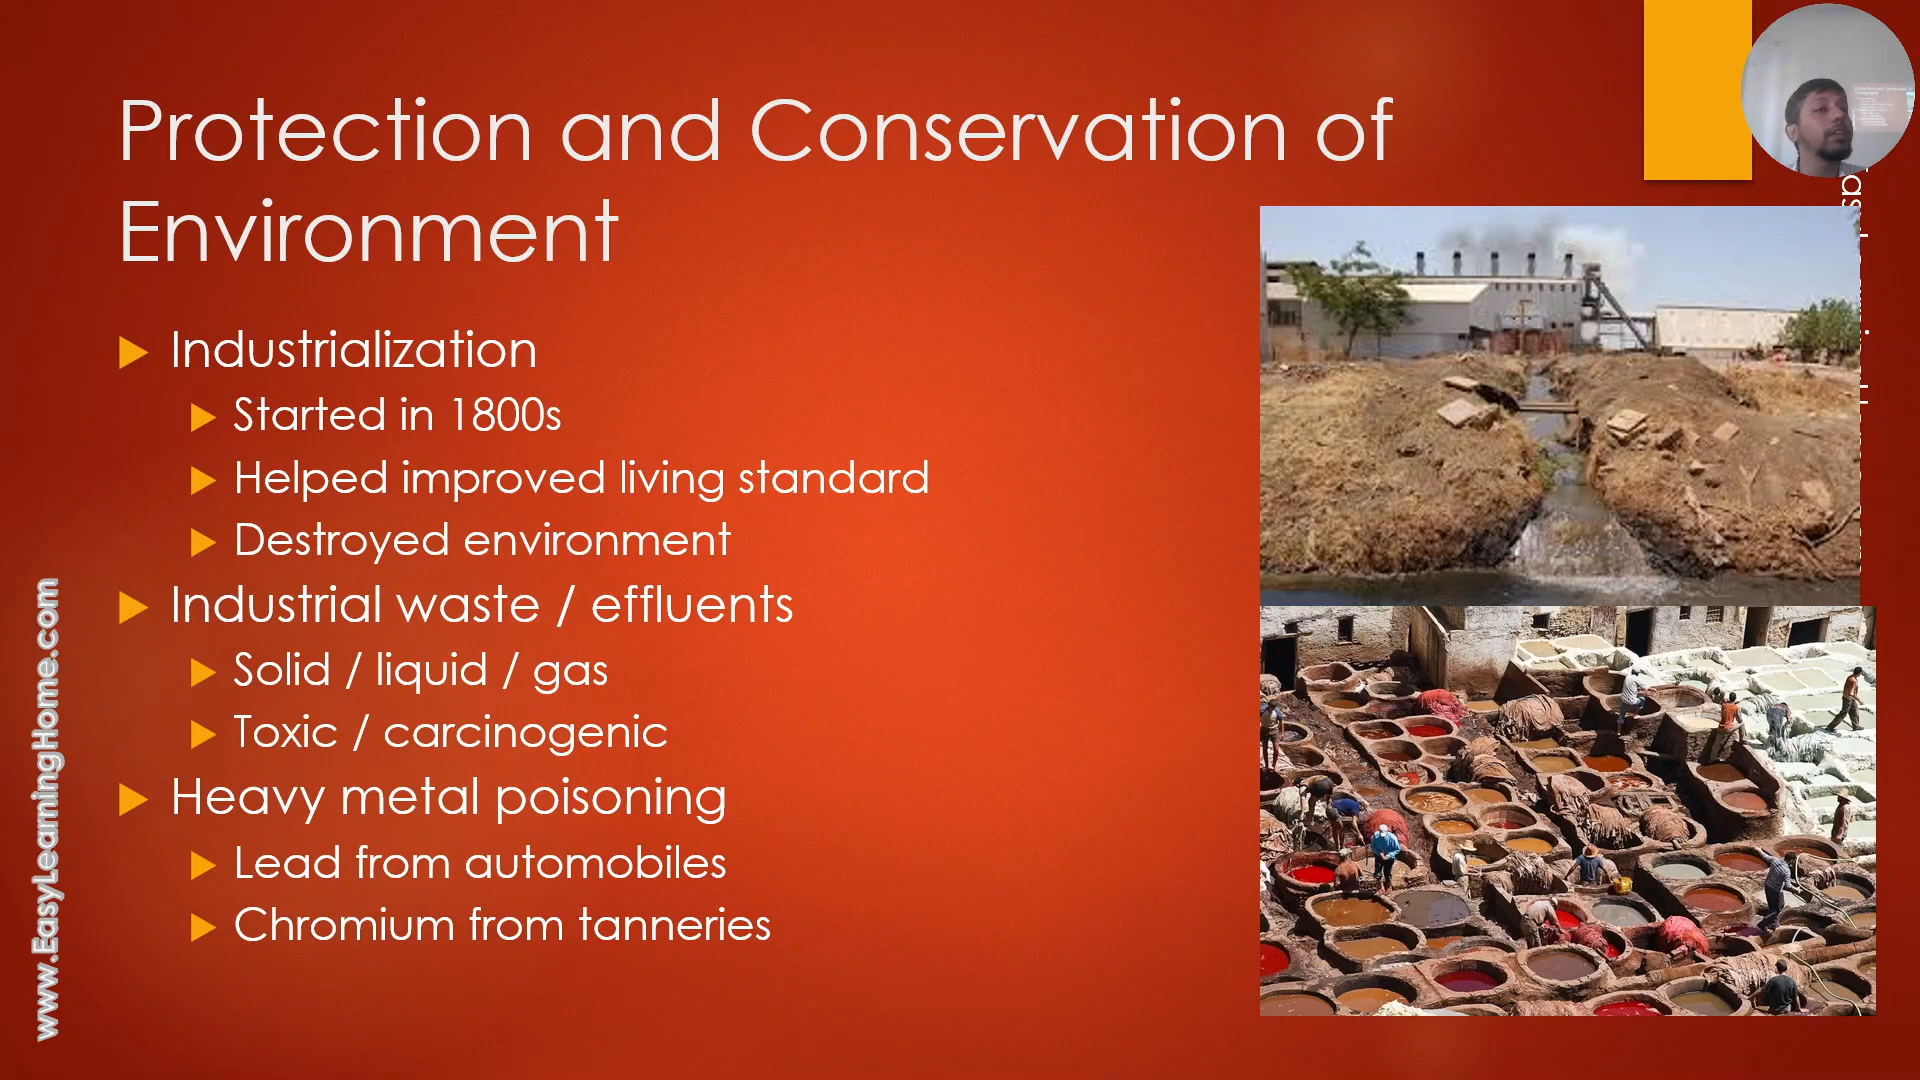 Protection and Conservation of
Environment
Industrialization
Started in 1800s
Helped improved living standard
Destroyed environment
Industrial waste / effluents
Solid / liquid / gas
Toxic / carcinogenic
Heavy metal poisoning
Lead from automobiles
Chromium from tanneries
www.EasyLearningHome.com